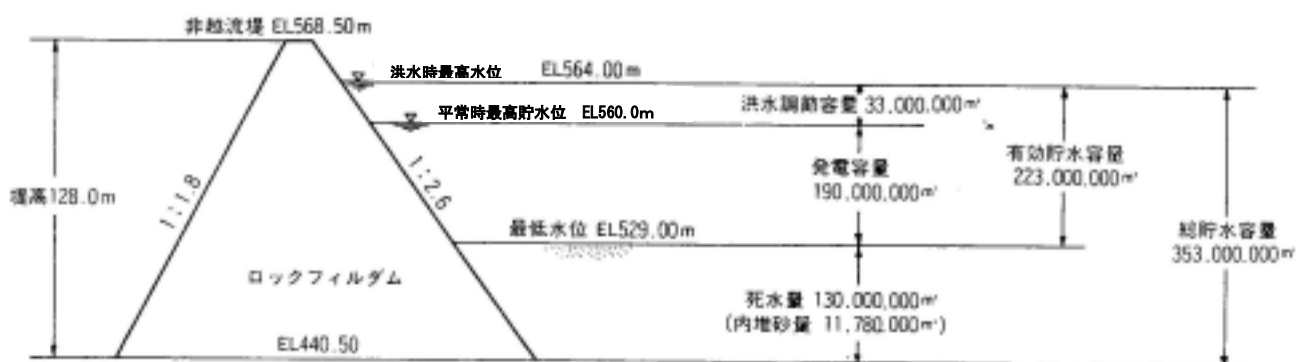 非越流堤 EL568.50m
洪水時最高水位 EL564.00m
洪水調節容量 33.000.000㎥
平常時最高貯水位 EL560.0m
有効貯水容量
223.000,000㎥
発電容量
190,000,000㎥
堤高128.0m
1:1.8
1:2.6
最低水位 EL529.00m
総貯水容量
353.000.000㎥
ロックフィルダム
死水量 130.000,000㎥
(内堆砂量 11.780.000㎥)
EL440.50